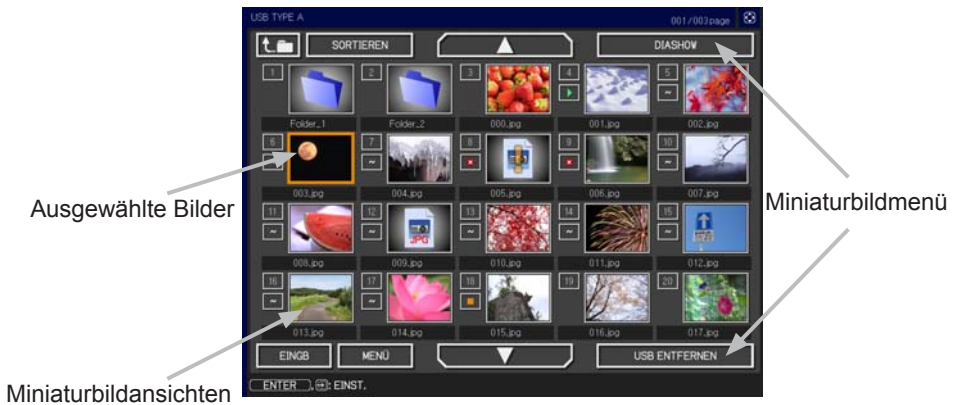 USB TYPE A
001/003 page
SORTIEREN
DIASHOW
1 2 3 4 5
Folder_1 Folder_2 000.jpg 001.jpg 002.jpg
6 7 8 9 10
003.jpg 004.jpg 005.jpg 006.jpg 007.jpg
Ausgewählte Bilder
Miniaturbildmenü
11 12 13 14 15
JPG
008.jpg 009.jpg 010.jpg 011.jpg 012.jpg
16 17 18 19 20
013.jpg 014.jpg 015.jpg 016.jpg 017.jpg
EINGB MENÜ USB ENTFERNEN
Miniaturbildansichten
ENTER , : EINST.